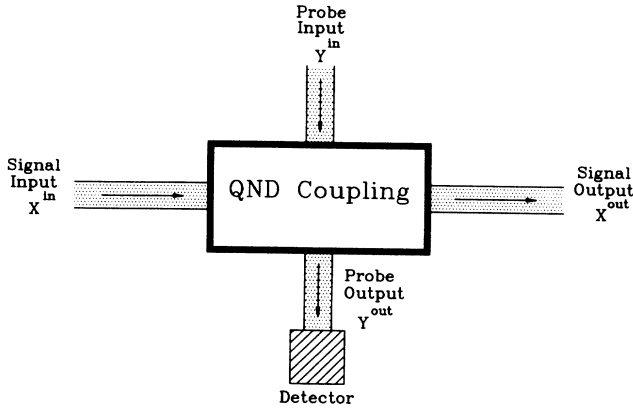 Probe
Input
Y^in
Signal
Input
X^in
QND Coupling
Signal
Output
X^out
Probe
Output
Y^out
Detector